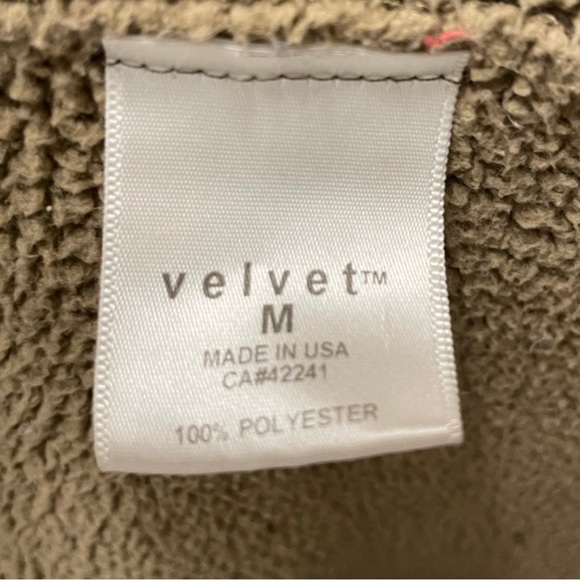 velvet™
M
MADE IN USA
CA#42241
100% POLYESTER